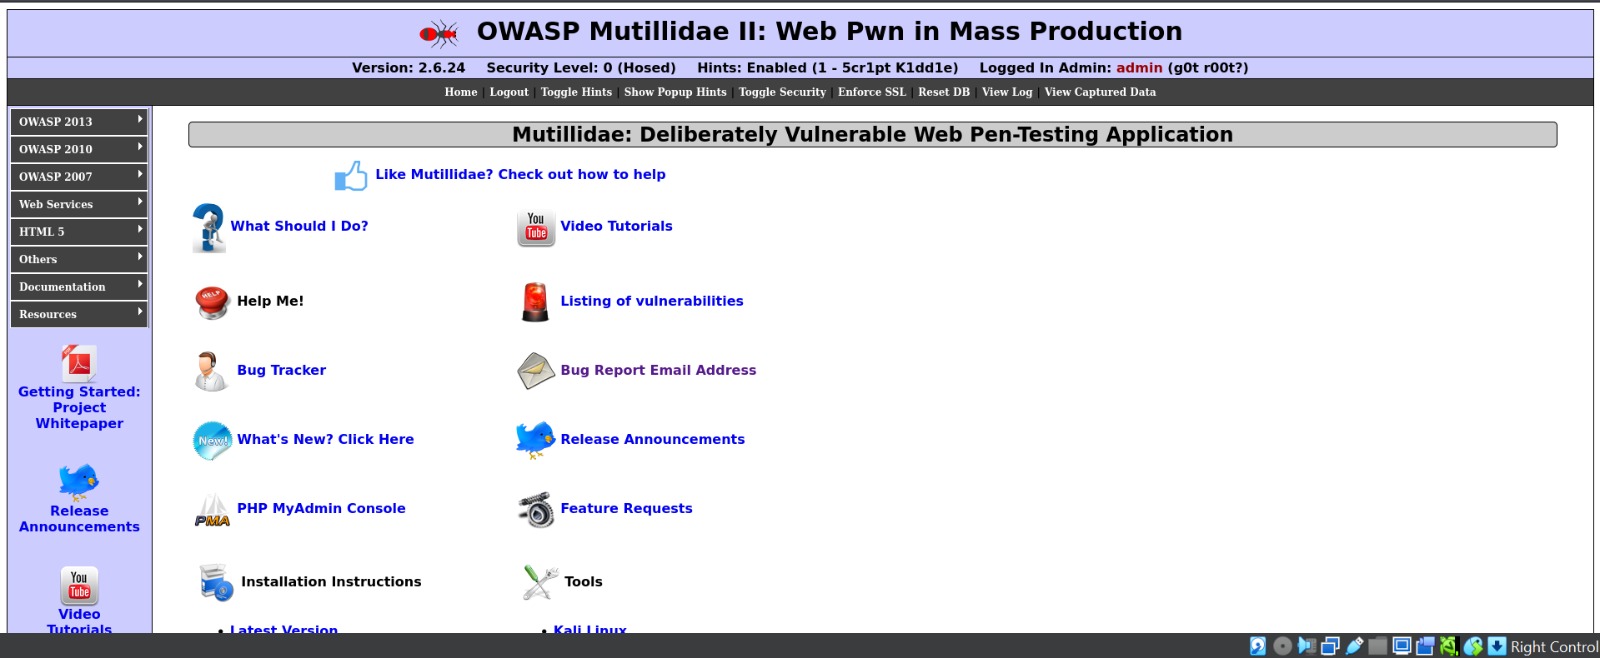 OWASP Mutillidae II: Web Pwn in Mass Production
Version: 2.6.24 Security Level: 0 (Hosed) Hints: Enabled (1 - 5cr1pt K1dd1e) Logged In Admin: admin (g0t r00t?)
Home | Logout | Toggle Hints | Show Popup Hints | Toggle Security | Enforce SSL | Reset DB | View Log | View Captured Data
OWASP 2013
OWASP 2010
OWASP 2007
Web Services
HTML 5
Others
Documentation
Resources
Getting Started:
Project
Whitepaper
Release
Announcements
You
Tube
Video
Tutorials
Mutillidae: Deliberately Vulnerable Web Pen-Testing Application
Like Mutillidae? Check out how to help
What Should I Do?
You
Tube
Video Tutorials
HELP
Help Me!
Listing of vulnerabilities
Bug Tracker
Bug Report Email Address
New!
What's New? Click Here
Release Announcements
PMA
PHP MyAdmin Console
Feature Requests
Installation Instructions
Tools
• Latest Version
• Kali Linux
Right Control